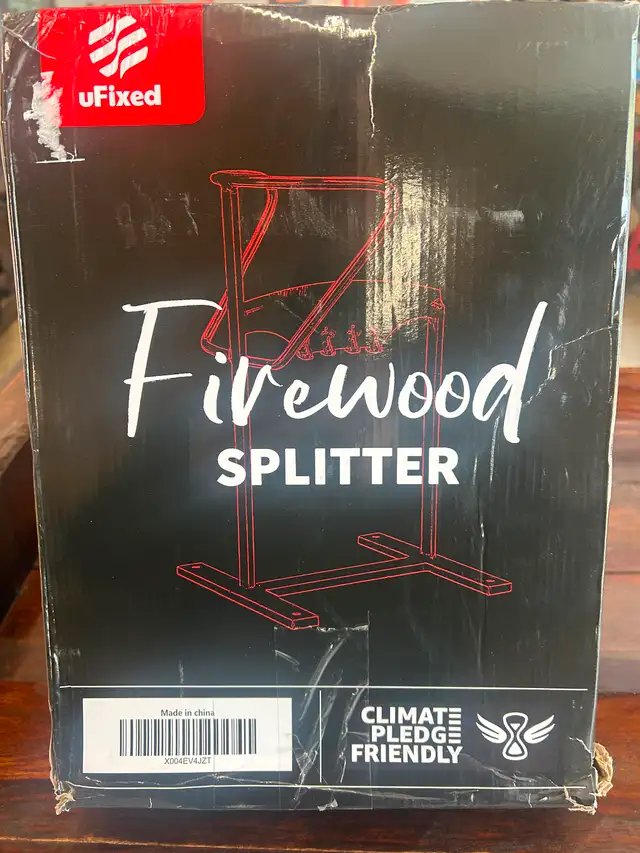 uFixed
Firewood
SPLITTER
Made in china
X004EV4JZT
CLIMATE
PLEDGE
FRIENDLY